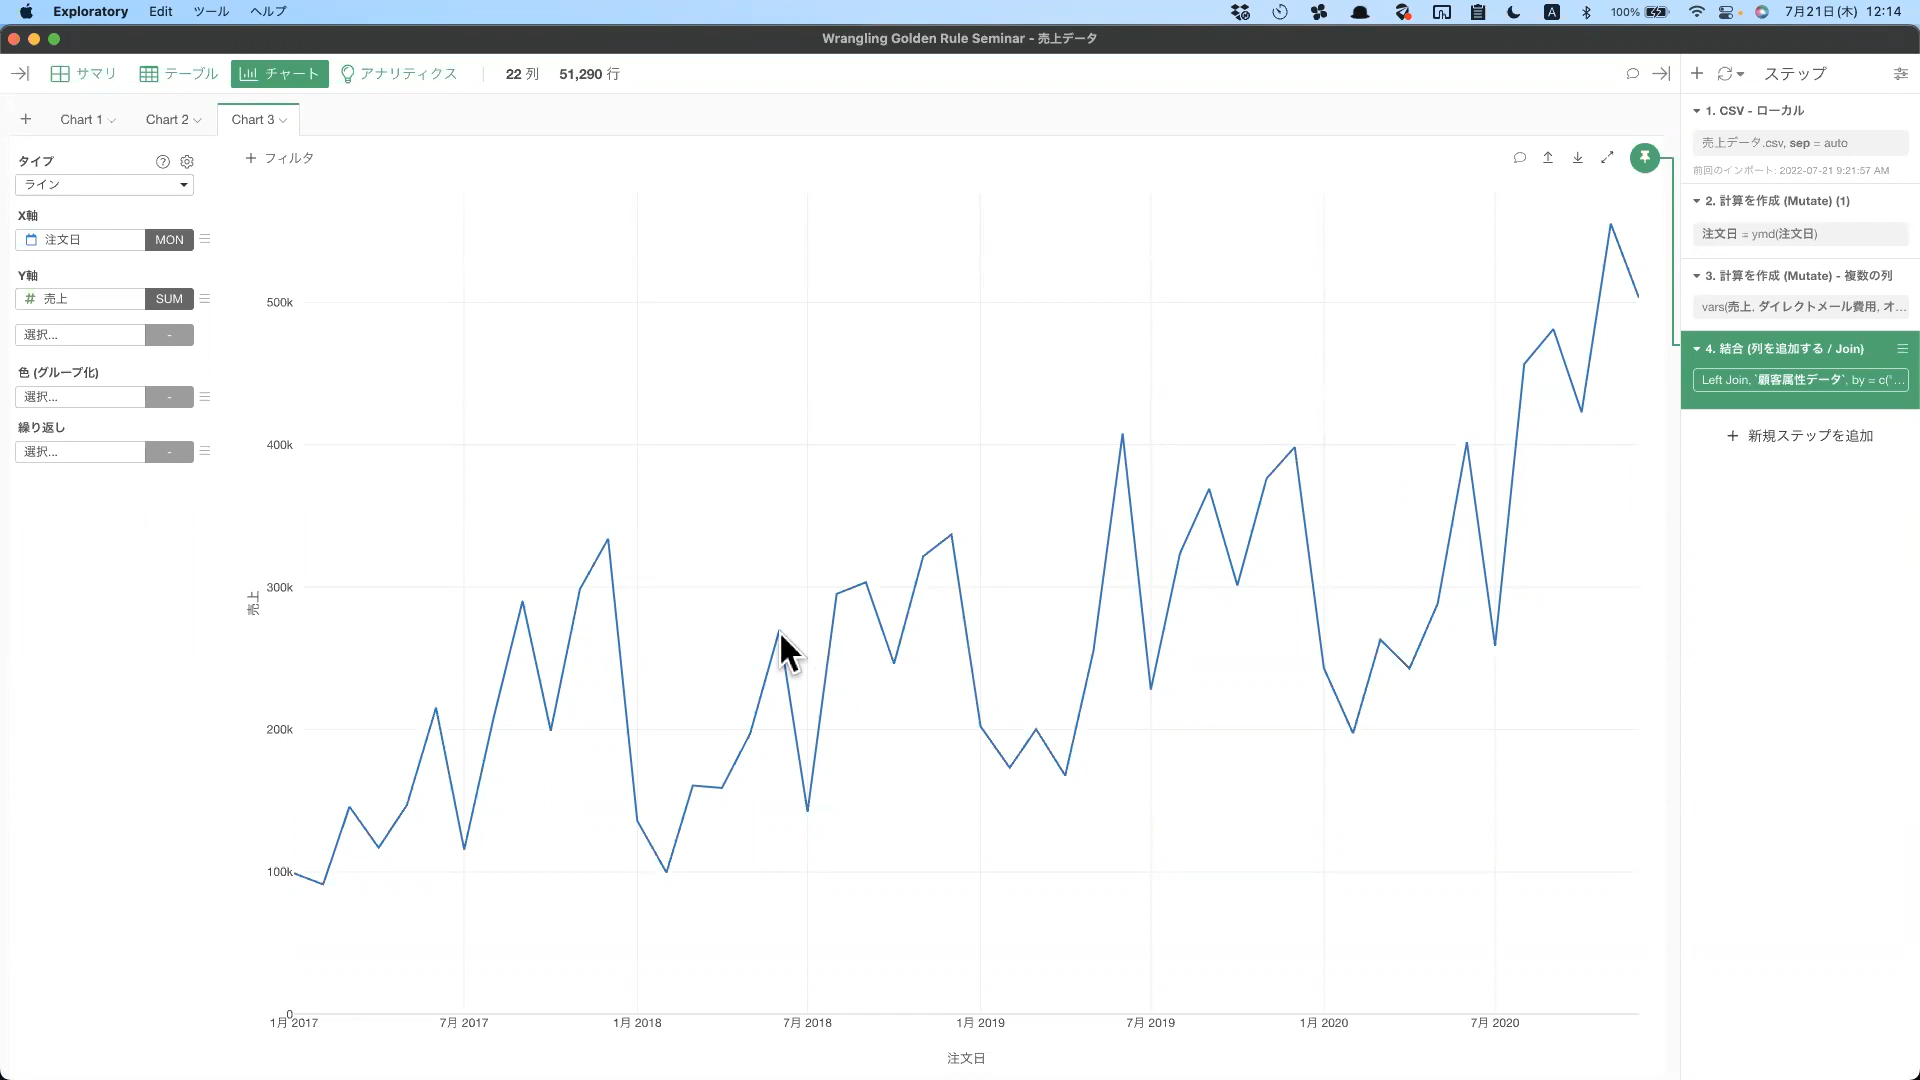 Exploratory Edit ツール ヘルプ 100% A 7月21日(木) 12:14
Wrangling Golden Rule Seminar - 売上データ
サマリ テーブル チャート アナリティクス 22 列 51,290 行
Chart 1 Chart 2 Chart 3
タイプ
ライン
X軸
注文日 MON
Y軸
# 売上 SUM
選択... -
色 (グループ化)
選択... -
繰り返し
選択... -
+ フィルタ
売上
500k
400k
300k
200k
100k
0
1月 2017 7月 2017 1月 2018 7月 2018 1月 2019 7月 2019 1月 2020 7月 2020
注文日
ステップ
1. CSV - ローカル
売上データ.csv, sep = auto
前回のインポート: 2022-07-21 9:21:57 AM
2. 計算を作成 (Mutate) (1)
注文日 = ymd(注文日)
3. 計算を作成 (Mutate) - 複数の列
vars(売上, ダイレクトメール費用, オ...
4. 結合 (列を追加する / Join)
Left Join, `顧客属性データ`, by = c("...
+ 新規ステップを追加